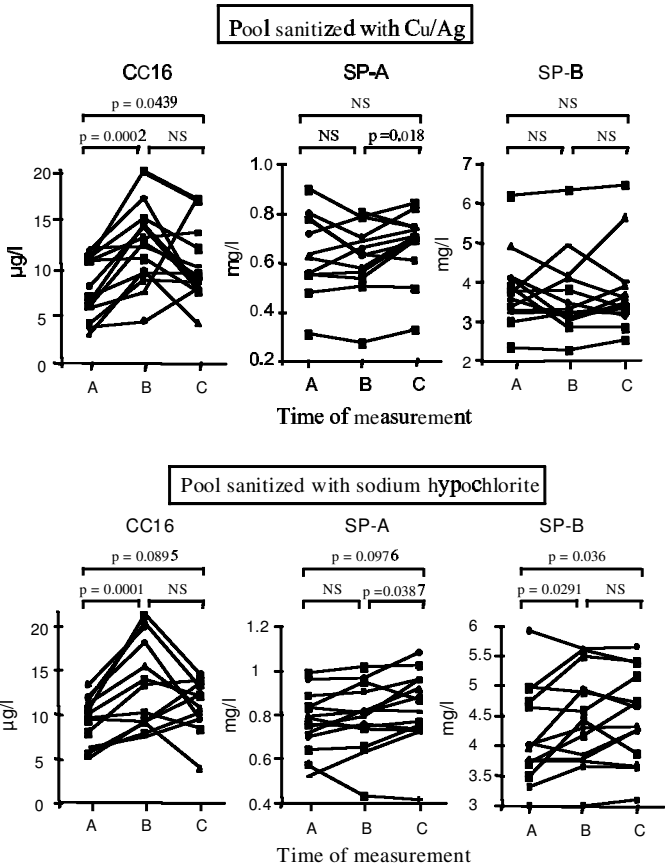 Pool sanitized with Cu/Ag
CC16 SP-A SP-B
p = 0.0439 NS NS
p = 0.0002 NS NS p=0,018 NS NS
20 15 10 5 0
µg/l
1.0 0.8 0.6 0.4 0.2
mg/l
7 6 5 4 3 2
mg/l
A B C A B C A B C
Time of measurement
Pool sanitized with sodium hypochlorite
CC16 SP-A SP-B
p = 0.0895 p = 0.0976 p = 0.036
p = 0.0001 NS NS p=0.0387 p = 0.0291 NS
20 15 10 5 0
µg/l
1.2 1 0.8 0.6 0.4
mg/l
6 5.5 5 4.5 4 3.5 3
mg/l
A B C A B C A B C
Time of measurement